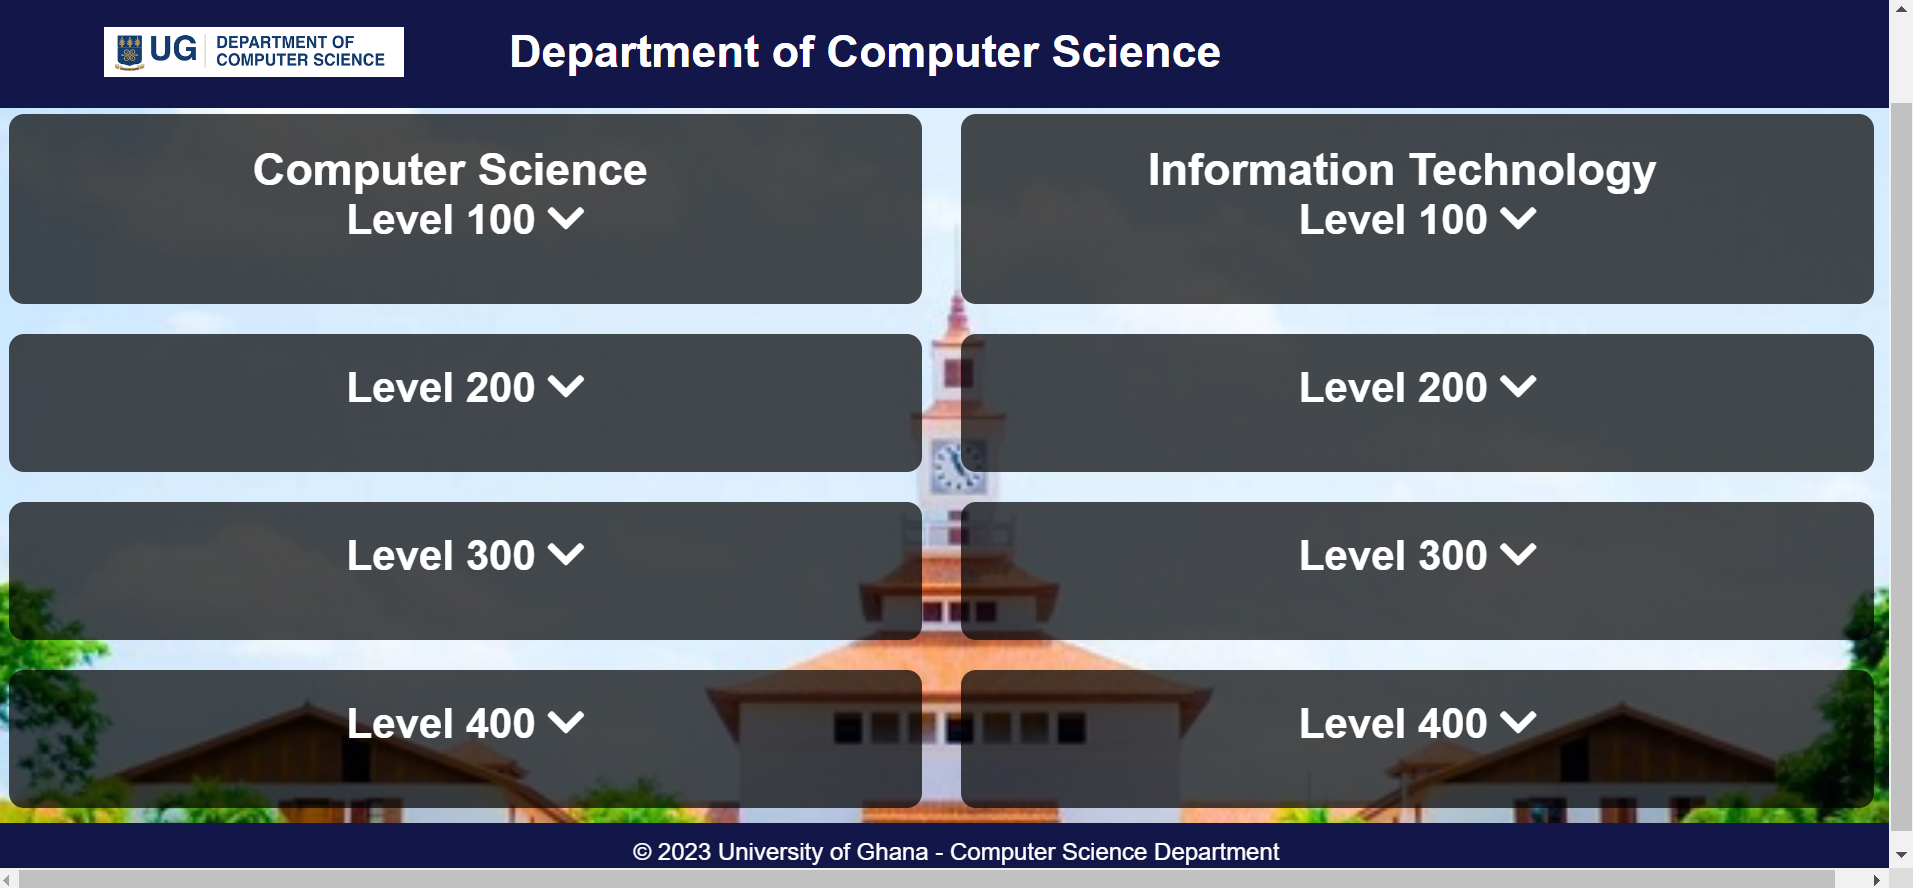 UG
DEPARTMENT OF
COMPUTER SCIENCE
Department of Computer Science
Computer Science
Level 100
Level 200
Level 300
Level 400
Information Technology
Level 100
Level 200
Level 300
Level 400
© 2023 University of Ghana - Computer Science Department